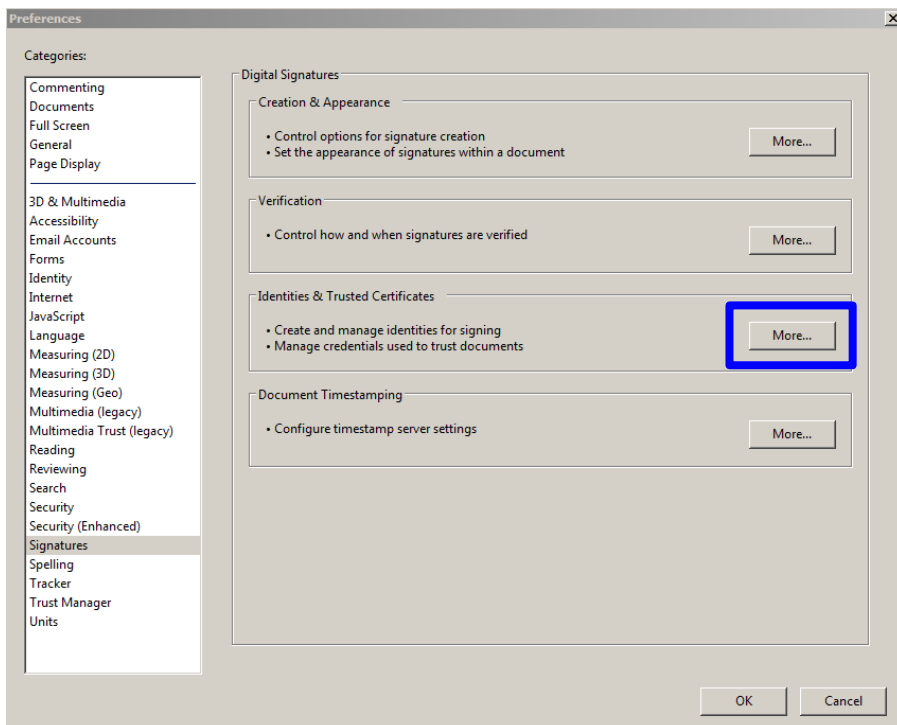 Preferences
Categories:
Commenting
Documents
Full Screen
General
Page Display
3D & Multimedia
Accessibility
Email Accounts
Forms
Identity
Internet
JavaScript
Language
Measuring (2D)
Measuring (3D)
Measuring (Geo)
Multimedia (legacy)
Multimedia Trust (legacy)
Reading
Reviewing
Search
Security
Security (Enhanced)
Signatures
Spelling
Tracker
Trust Manager
Units
Digital Signatures
Creation & Appearance
• Control options for signature creation
• Set the appearance of signatures within a document
More...
Verification
• Control how and when signatures are verified
More...
Identities & Trusted Certificates
• Create and manage identities for signing
• Manage credentials used to trust documents
More...
Document Timestamping
• Configure timestamp server settings
More...
OK
Cancel